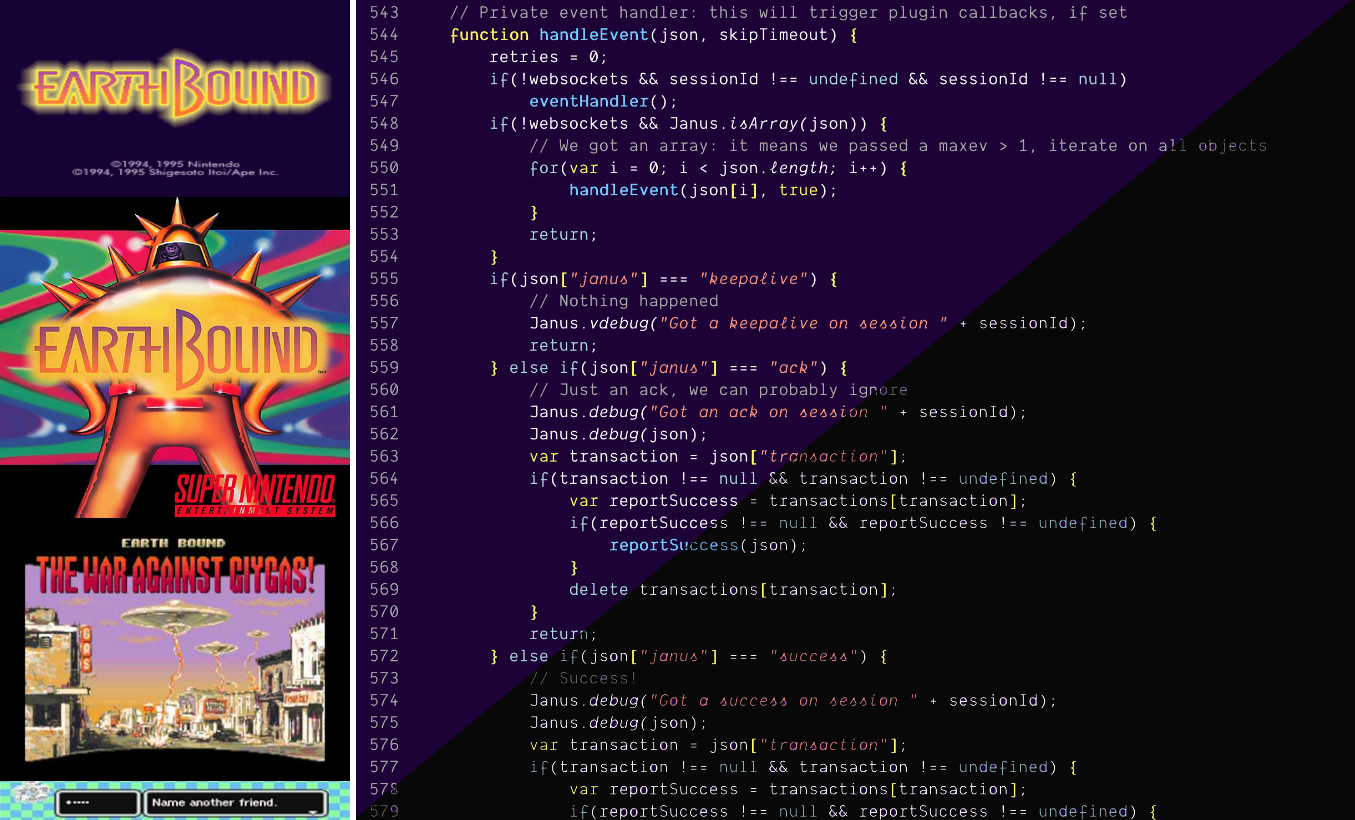 EARTHBOUND
©1994, 1995 Nintendo
©1994, 1995 Shigesato Itoi/Ape Inc.
EARTHBOUND
SUPER NINTENDO
ENTERTAINMENT SYSTEM
EARTH BOUND
THE WAR AGAINST GIYGAS!
GAS
•----
Name another friend.
543 // Private event handler: this will trigger plugin callbacks, if set
544 function handleEvent(json, skipTimeout) {
545 retries = 0;
546 if(!websockets && sessionId !== undefined && sessionId !== null)
547 eventHandler();
548 if(!websockets && Janus.isArray(json)) {
549 // We got an array: it means we passed a maxev > 1, iterate on all objects
550 for(var i = 0; i < json.length; i++) {
551 handleEvent(json[i], true);
552 }
553 return;
554 }
555 if(json["janus"] === "keepalive") {
556 // Nothing happened
557 Janus.vdebug("Got a keepalive on session " + sessionId);
558 return;
559 } else if(json["janus"] === "ack") {
560 // Just an ack, we can probably ignore
561 Janus.debug("Got an ack on session " + sessionId);
562 Janus.debug(json);
563 var transaction = json["transaction"];
564 if(transaction !== null && transaction !== undefined) {
565 var reportSuccess = transactions[transaction];
566 if(reportSuccess !== null && reportSuccess !== undefined) {
567 reportSuccess(json);
568 }
569 delete transactions[transaction];
570 }
571 return;
572 } else if(json["janus"] === "success") {
573 // Success!
574 Janus.debug("Got a success on session " + sessionId);
575 Janus.debug(json);
576 var transaction = json["transaction"];
577 if(transaction !== null && transaction !== undefined) {
578 var reportSuccess = transactions[transaction];
579 if(reportSuccess !== null && reportSuccess !== undefined) {